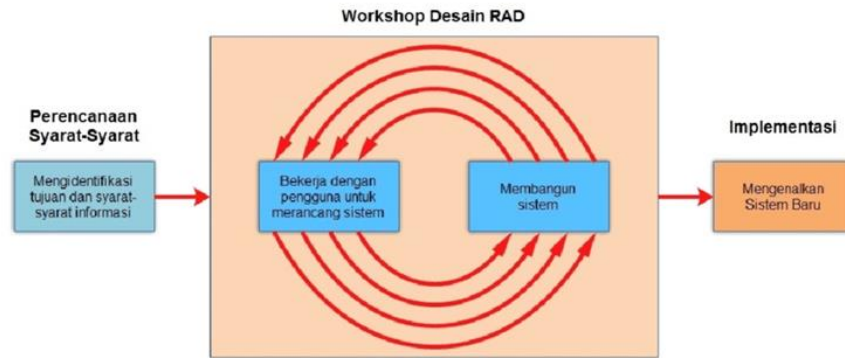 Workshop Desain RAD
Perencanaan
Syarat-Syarat
Mengidentifikasi
tujuan dan syarat-
syarat informasi
Bekerja dengan
pengguna untuk
merancang sistem
Membangun
sistem
Implementasi
Mengenalkan
Sistem Baru